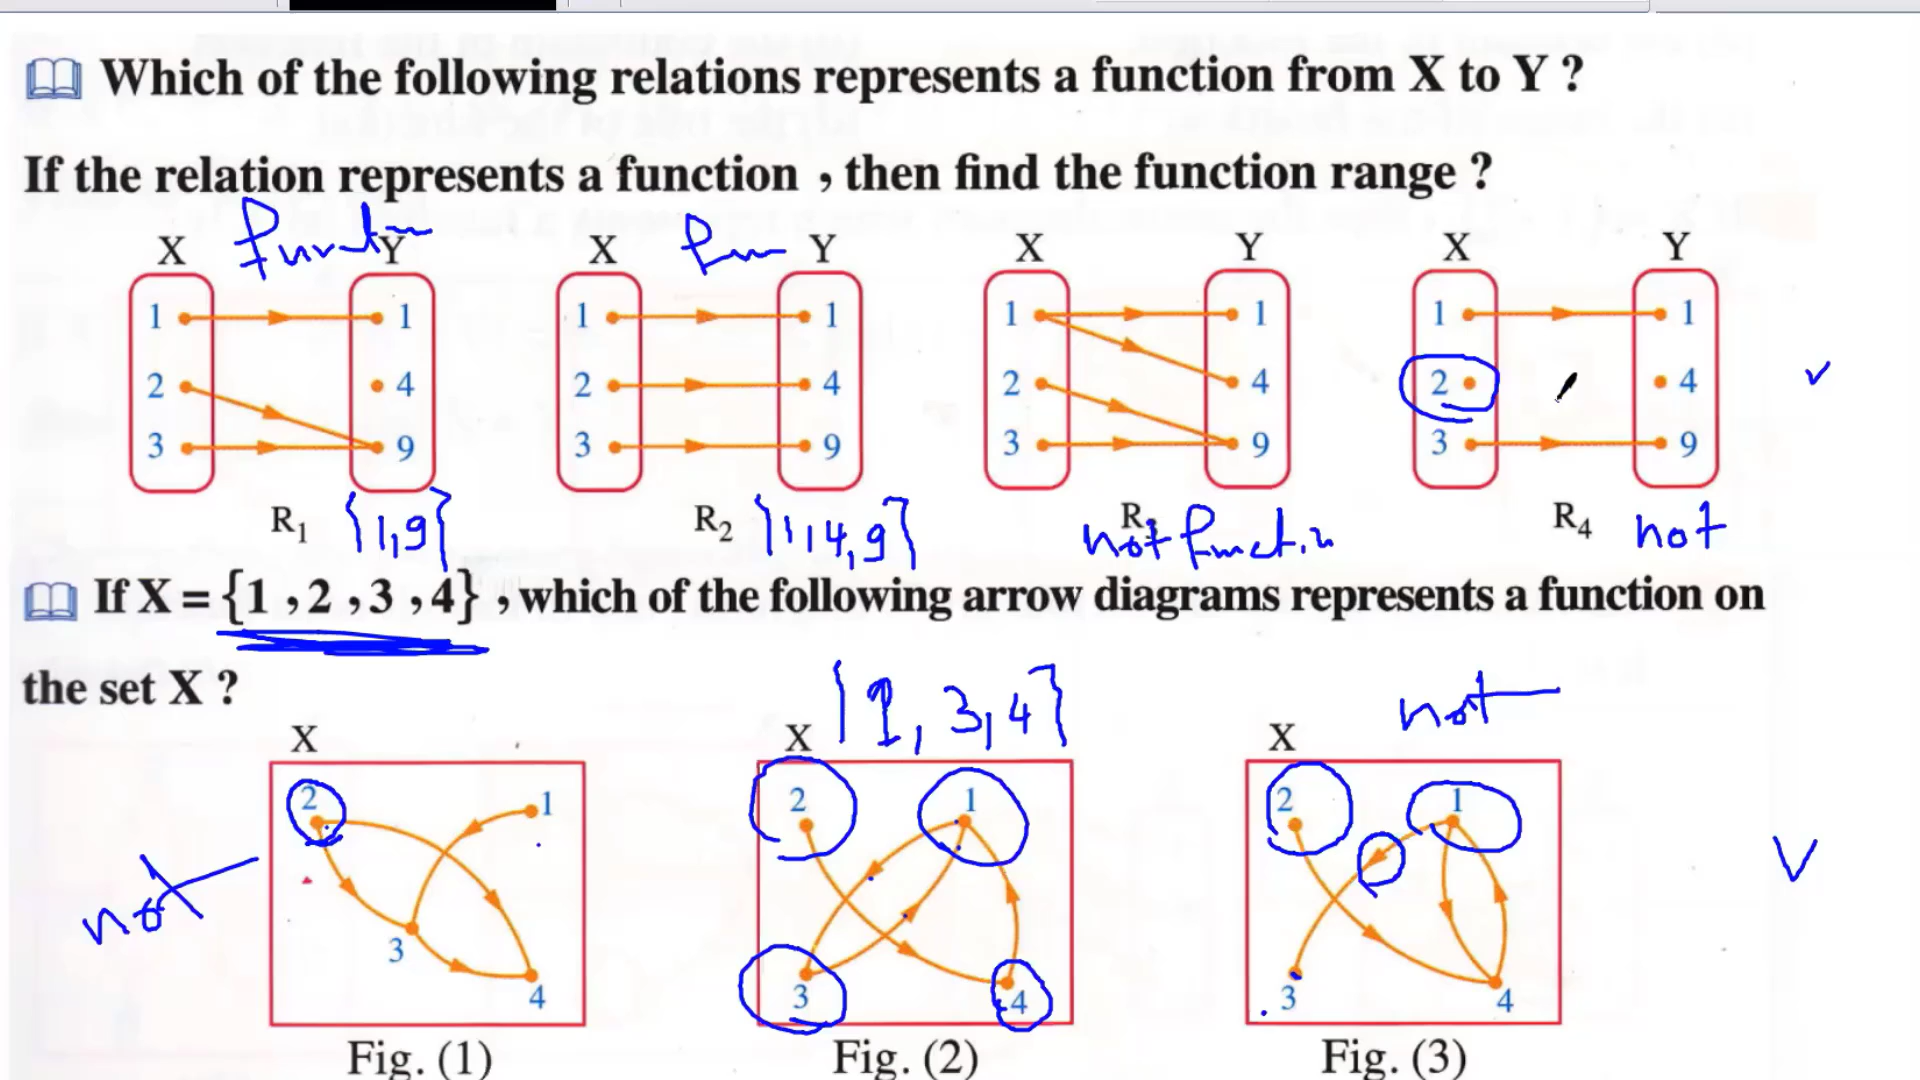 Which of the following relations represents a function from X to Y ?
If the relation represents a function , then find the function range ?
X Y X Y X Y X Y
Fun
1 1 1 1 1 1 1 1
2 4 2 4 2 4 2 4
3 9 3 9 3 9 3 9
R1 {1,9} R2 {1,4,9} not function R4 not
If X = {1 , 2 , 3 , 4} , which of the following arrow diagrams represents a function on
the set X ?
{1, 3, 4} not
X X X
2 1 2 1 2 1
not
3 4 3 4 3 4
Fig. (1) Fig. (2) Fig. (3)